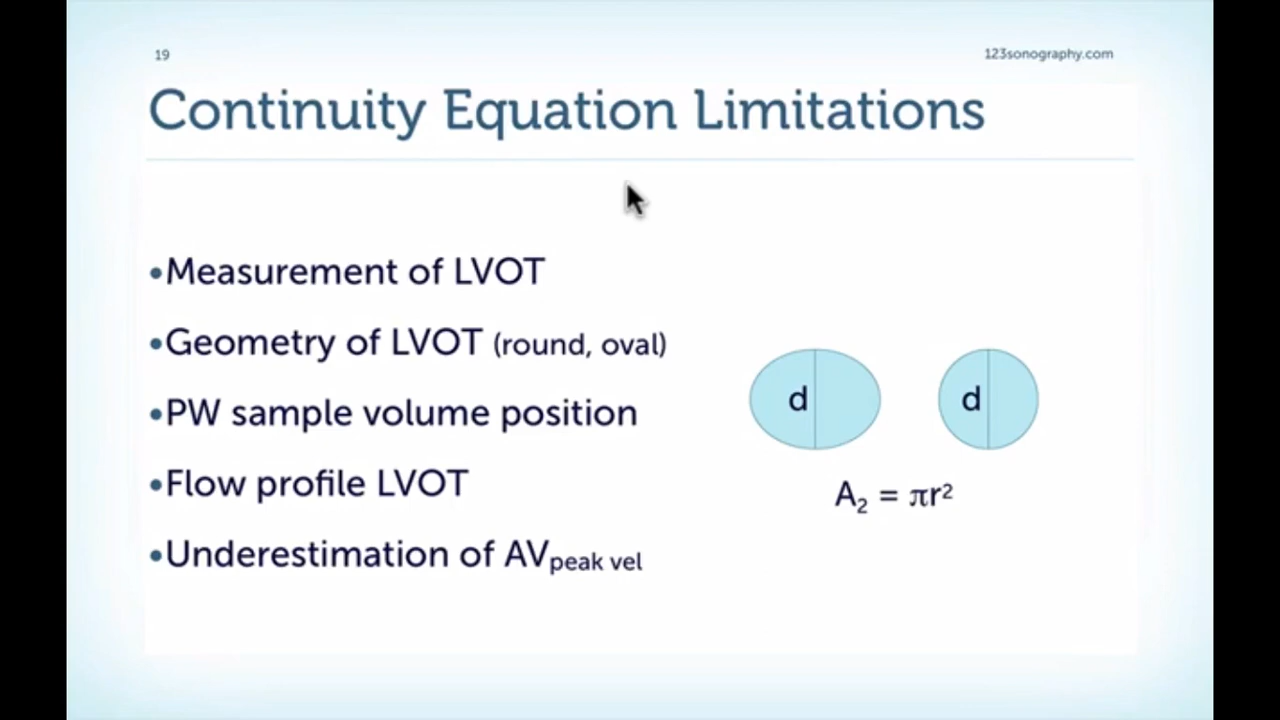 19
123sonography.com
Continuity Equation Limitations
•Measurement of LVOT
•Geometry of LVOT (round, oval)
•PW sample volume position
•Flow profile LVOT
•Underestimation of AVpeak vel
d
d
A₂ = πr²